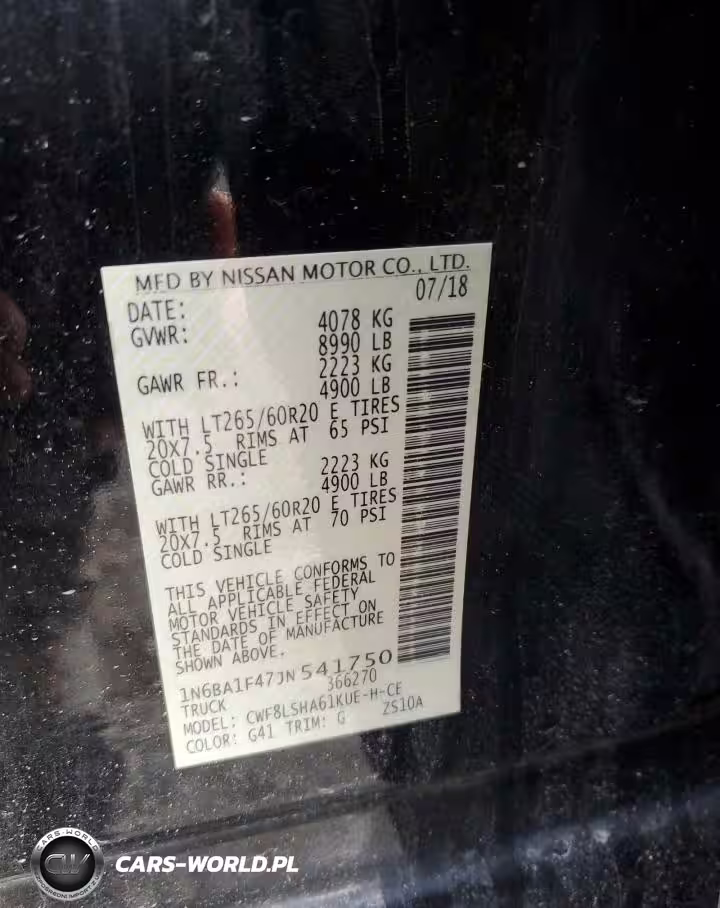 MFD BY NISSAN MOTOR CO., LTD.
DATE: 07/18
GVWR: 4078 KG
8990 LB
GAWR FR.: 2223 KG
4900 LB
WITH LT265/60R20 E TIRES
20X7.5 RIMS AT 65 PSI
COLD SINGLE
GAWR RR.: 2223 KG
4900 LB
WITH LT265/60R20 E TIRES
20X7.5 RIMS AT 70 PSI
COLD SINGLE
THIS VEHICLE CONFORMS TO
ALL APPLICABLE FEDERAL
MOTOR VEHICLE SAFETY
STANDARDS IN EFFECT ON
THE DATE OF MANUFACTURE
SHOWN ABOVE.
1N6BA1F47JN541750
TRUCK 366270
MODEL: CWF8LSHA61KUE-H-CE
COLOR: G41 TRIM: G ZS10A
CARS-WORLD
CW
CARS-WORLD.PL